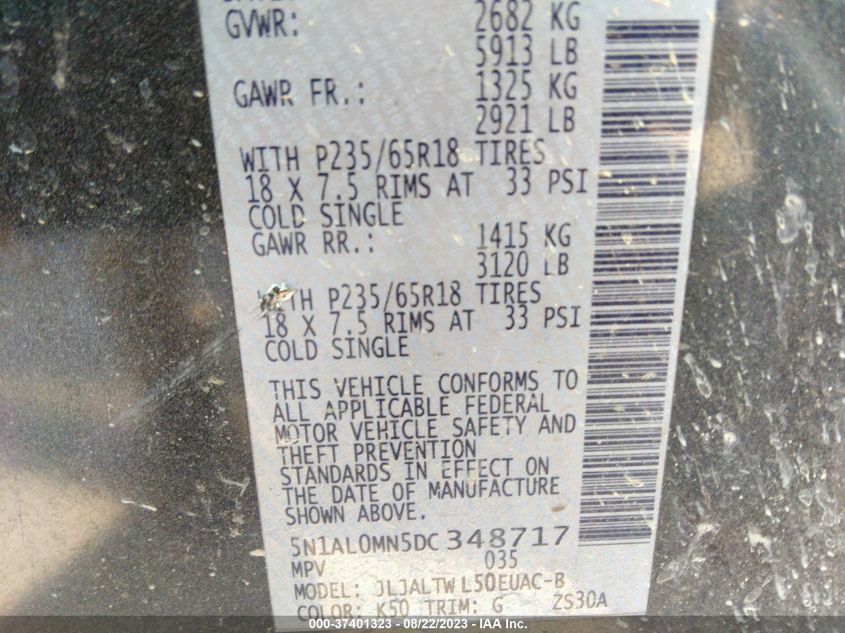 GVWR: 2682 KG
5913 LB
GAWR FR.: 1325 KG
2921 LB
WITH P235/65R18 TIRES
18 X 7.5 RIMS AT 33 PSI
COLD SINGLE
GAWR RR.: 1415 KG
3120 LB
WITH P235/65R18 TIRES
18 X 7.5 RIMS AT 33 PSI
COLD SINGLE
THIS VEHICLE CONFORMS TO
ALL APPLICABLE FEDERAL
MOTOR VEHICLE SAFETY AND
THEFT PREVENTION
STANDARDS IN EFFECT ON
THE DATE OF MANUFACTURE
SHOWN ABOVE.
5N1AL0MN5DC348717
MPV 035
MODEL: JLJALTWL50EUAC-B
COLOR: K50 TRIM: G ZS30A
000-37401323 - 08/22/2023 - IAA Inc.